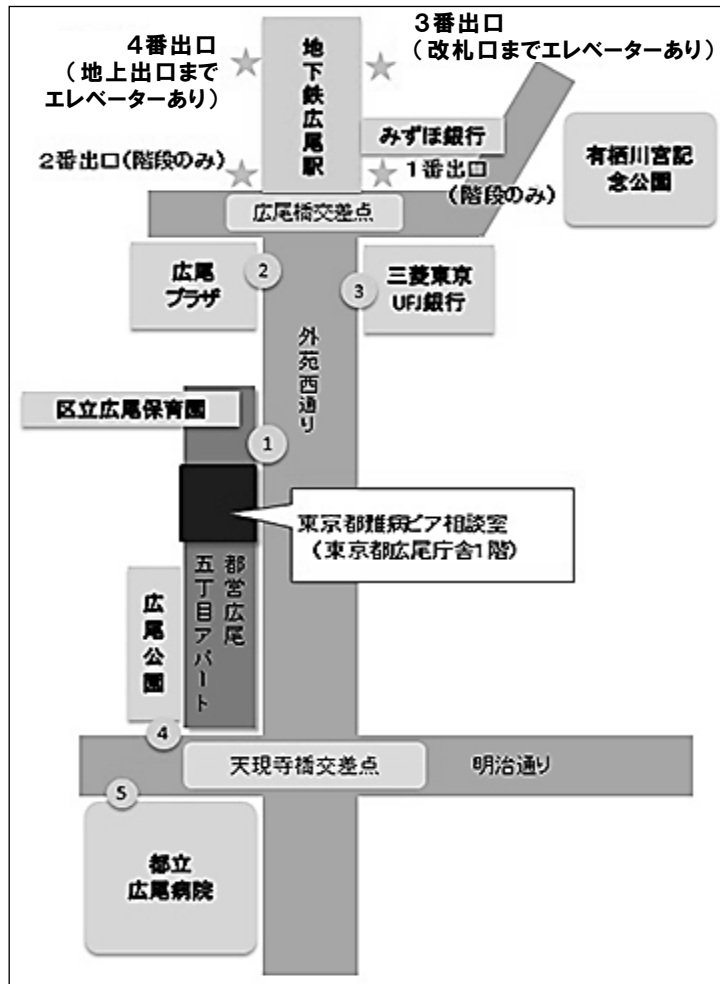 4番出口
（地上出口まで
エレベーターあり）
地下鉄広尾駅
3番出口
（改札口までエレベーターあり）
みずほ銀行
有栖川宮記
念公園
2番出口(階段のみ)
1番出口
(階段のみ)
広尾橋交差点
広尾
プラザ
2
3
三菱東京
UFJ銀行
外苑西通り
区立広尾保育園
1
東京都難病ピア相談室
（東京都広尾庁舎1階）
都営広尾
五丁目アパート
広尾公園
4
天現寺橋交差点
明治通り
5
都立
広尾病院